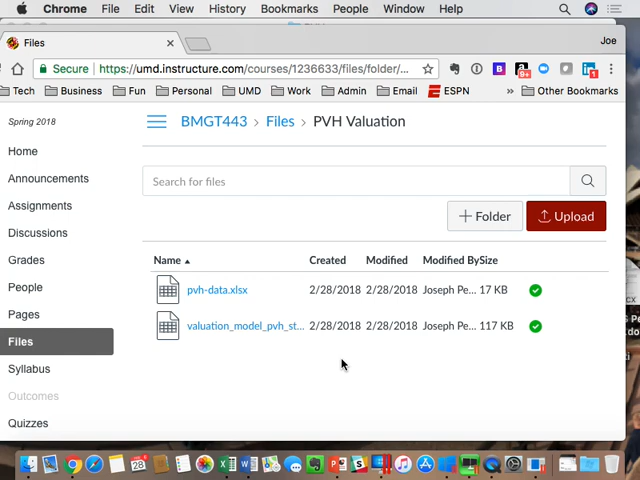 Chrome File Edit View History Bookmarks People Window Help
Files
Joe
Secure https://umd.instructure.com/courses/1236633/files/folder/...
Tech Business Fun Personal UMD Work Admin Email ESPN » Other Bookmarks
Spring 2018
BMGT443 > Files > PVH Valuation
Home
Announcements
Assignments
Discussions
Grades
People
Pages
Files
Syllabus
Outcomes
Quizzes
Search for files
+ Folder
Upload
Name Created Modified Modified By Size
pvh-data.xlsx 2/28/2018 2/28/2018 Joseph Pe... 17 KB
valuation_model_pvh_st... 2/28/2018 2/28/2018 Joseph Pe... 117 KB